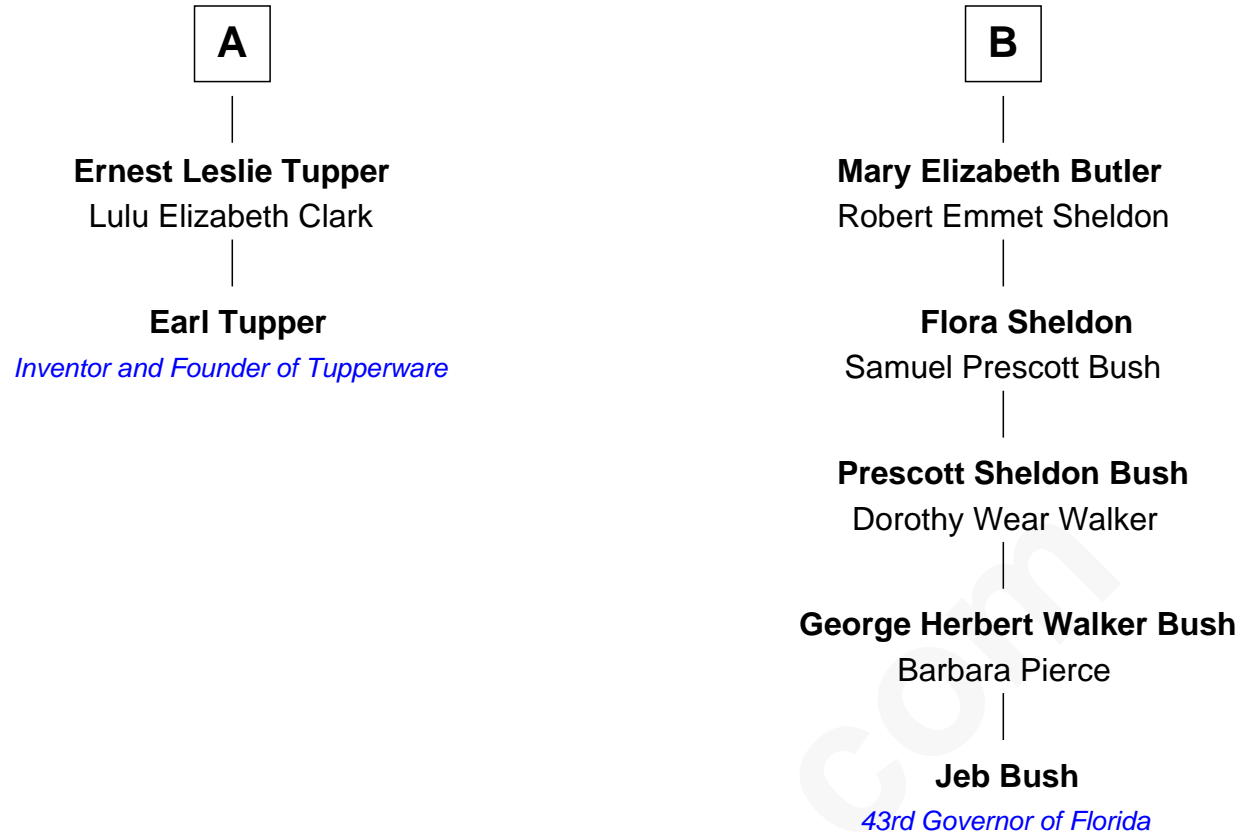 A
Ernest Leslie Tupper
Lulu Elizabeth Clark
Earl Tupper
Inventor and Founder of Tupperware
B
Mary Elizabeth Butler
Robert Emmet Sheldon
Flora Sheldon
Samuel Prescott Bush
Prescott Sheldon Bush
Dorothy Wear Walker
George Herbert Walker Bush
Barbara Pierce
Jeb Bush
43rd Governor of Florida
com